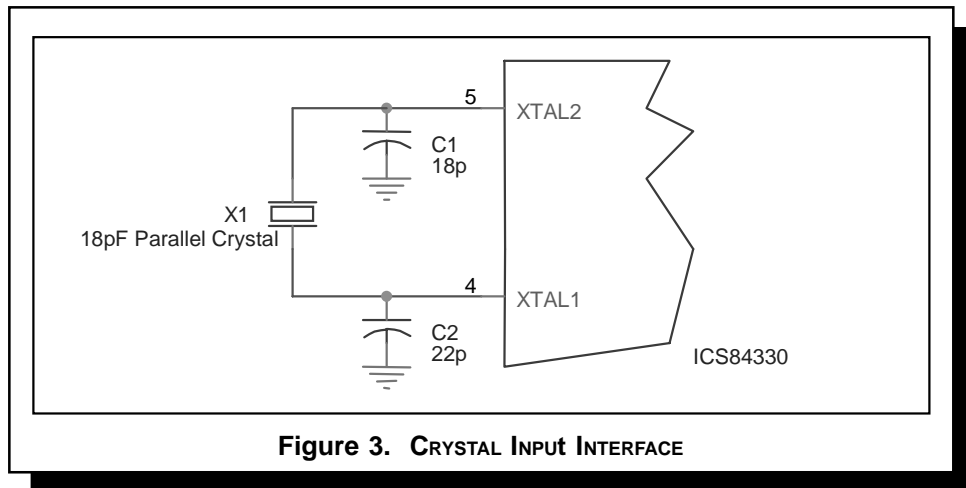 5
XTAL2
C1
18p
X1
18pF Parallel Crystal
4
XTAL1
C2
22p
ICS84330
Figure 3. CRYSTAL INPUt INTERFACE